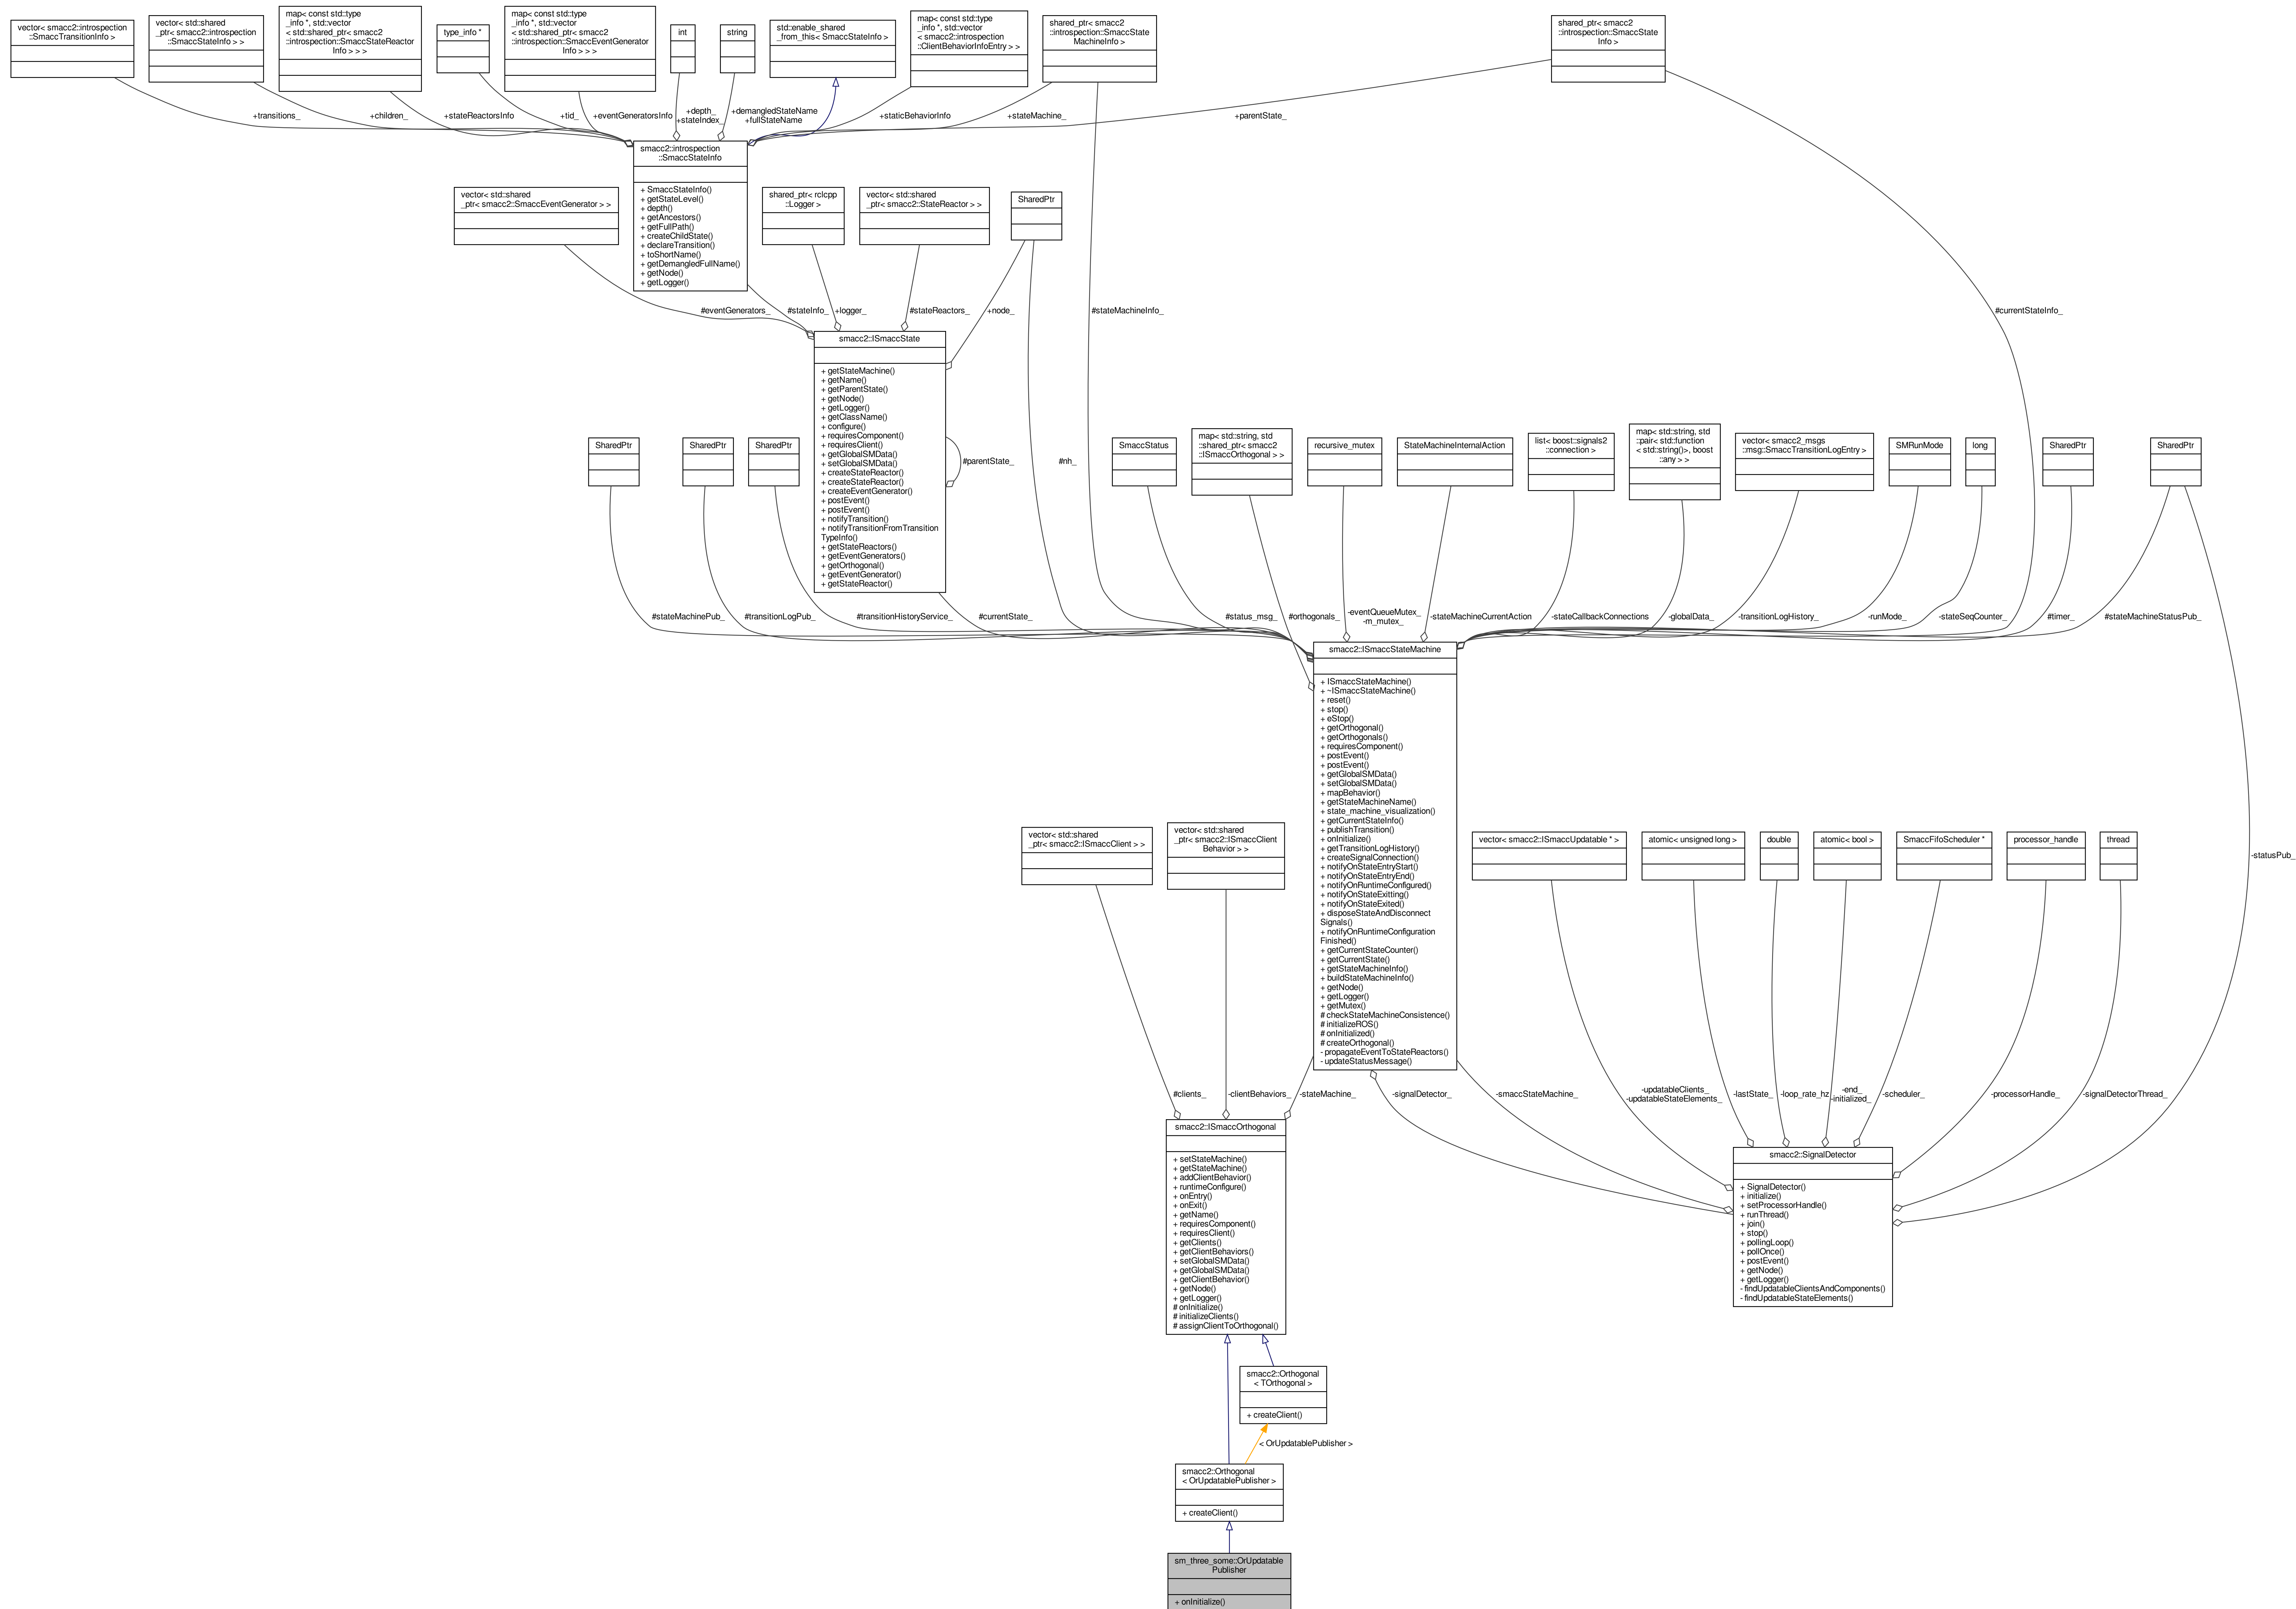 vector< smacc2::introspection
::SmaccTransitionInfo >
vector< std::shared
_ptr< smacc2::introspection
::SmaccStateInfo > >
map< const std::type
_info *, std::vector
< std::shared_ptr< smacc2
::introspection::SmaccStateReactor
Info > > >
type_info *
map< const std::type
_info *, std::vector
< std::shared_ptr< smacc2
::introspection::SmaccEventGenerator
Info > > >
int
string
std::enable_shared
_from_this< SmaccStateInfo >
map< const std::type
_info *, std::vector
< smacc2::introspection
::ClientBehaviorInfoEntry > >
shared_ptr< smacc2
::introspection::SmaccState
MachineInfo >
shared_ptr< smacc2
::introspection::SmaccState
Info >
+transitions_
+children_
+stateReactorsInfo
+tid_
+eventGeneratorsInfo
+depth_
+stateIndex_
+demangledStateName
+fullStateName
+staticBehaviorInfo
+stateMachine_
+parentState_
smacc2::introspection
::SmaccStateInfo
+ SmaccStateInfo()
+ getStateLevel()
+ depth()
+ getAncestors()
+ getFullPath()
+ createChildState()
+ declareTransition()
+ toShortName()
+ getDemangledFullName()
+ getNode()
+ getLogger()
vector< std::shared
_ptr< smacc2::SmaccEventGenerator > >
shared_ptr< rclcpp
::Logger >
vector< std::shared
_ptr< smacc2::StateReactor > >
SharedPtr
#eventGenerators_
#stateInfo_
+logger_
#stateReactors_
+node_
#stateMachineInfo_
#currentStateInfo_
smacc2::ISmaccState
+ getStateMachine()
+ getName()
+ getParentState()
+ getNode()
+ getLogger()
+ getClassName()
+ configure()
+ requiresComponent()
+ requiresClient()
+ getGlobalSMData()
+ setGlobalSMData()
+ createStateReactor()
+ createStateReactor()
+ createEventGenerator()
+ postEvent()
+ postEvent()
+ notifyTransition()
+ notifyTransitionFromTransition
TypeInfo()
+ getStateReactors()
+ getEventGenerators()
+ getOrthogonal()
+ getEventGenerator()
+ getStateReactor()
#parentState_
#nh_
SharedPtr
SharedPtr
SharedPtr
SmaccStatus
map< std::string, std
::shared_ptr< smacc2
::ISmaccOrthogonal > >
recursive_mutex
StateMachineInternalAction
list< boost::signals2
::connection >
map< std::string, std
::pair< std::function
< std::string()>, boost
::any > >
vector< smacc2_msgs
::msg::SmaccTransitionLogEntry >
SMRunMode
long
SharedPtr
SharedPtr
#stateMachinePub_
#transitionLogPub_
#transitionHistoryService_
#currentState_
#status_msg_
#orthogonals_
-eventQueueMutex_
-m_mutex_
-stateMachineCurrentAction
-stateCallbackConnections
-globalData_
-transitionLogHistory_
-runMode_
-stateSeqCounter_
#timer_
#stateMachineStatusPub_
smacc2::ISmaccStateMachine
+ ISmaccStateMachine()
+ ~ISmaccStateMachine()
+ reset()
+ stop()
+ eStop()
+ getOrthogonal()
+ getOrthogonals()
+ requiresComponent()
+ postEvent()
+ postEvent()
+ getGlobalSMData()
+ setGlobalSMData()
+ mapBehavior()
+ getStateMachineName()
+ state_machine_visualization()
+ getCurrentStateInfo()
+ publishTransition()
+ onInitialize()
+ getTransitionLogHistory()
+ createSignalConnection()
+ notifyOnStateEntryStart()
+ notifyOnStateEntryEnd()
+ notifyOnRuntimeConfigured()
+ notifyOnStateExitting()
+ notifyOnStateExited()
+ disposeStateAndDisconnect
Signals()
+ notifyOnRuntimeConfiguration
Finished()
+ getCurrentStateCounter()
+ getCurrentState()
+ getStateMachineInfo()
+ buildStateMachineInfo()
+ getNode()
+ getLogger()
+ getMutex()
# checkStateMachineConsistence()
# initializeROS()
# onInitialized()
# createOrthogonal()
- propagateEventToStateReactors()
- updateStatusMessage()
vector< std::shared
_ptr< smacc2::ISmaccClient > >
vector< std::shared
_ptr< smacc2::ISmaccClient
Behavior > >
vector< smacc2::ISmaccUpdatable * >
atomic< unsigned long >
double
atomic< bool >
SmaccFifoScheduler *
processor_handle
thread
-statusPub_
#clients_
-clientBehaviors_
-stateMachine_
-signalDetector_
-smaccStateMachine_
-updatableClients_
-updatableStateElements_
-lastState_
-loop_rate_hz
-end_
-initialized_
-scheduler_
-processorHandle_
-signalDetectorThread_
smacc2::ISmaccOrthogonal
+ setStateMachine()
+ getStateMachine()
+ addClientBehavior()
+ runtimeConfigure()
+ onEntry()
+ onExit()
+ getName()
+ requiresComponent()
+ requiresClient()
+ getClients()
+ getClientBehaviors()
+ setGlobalSMData()
+ getGlobalSMData()
+ getClientBehavior()
+ getNode()
+ getLogger()
# onInitialize()
# initializeClients()
# assignClientToOrthogonal()
smacc2::SignalDetector
+ SignalDetector()
+ initialize()
+ setProcessorHandle()
+ runThread()
+ join()
+ stop()
+ pollingLoop()
+ pollOnce()
+ postEvent()
+ getNode()
+ getLogger()
- findUpdatableClientsAndComponents()
- findUpdatableStateElements()
smacc2::Orthogonal
< TOrthogonal >
+ createClient()
< OrUpdatablePublisher >
smacc2::Orthogonal
< OrUpdatablePublisher >
+ createClient()
sm_three_some::OrUpdatable
Publisher
+ onInitialize()